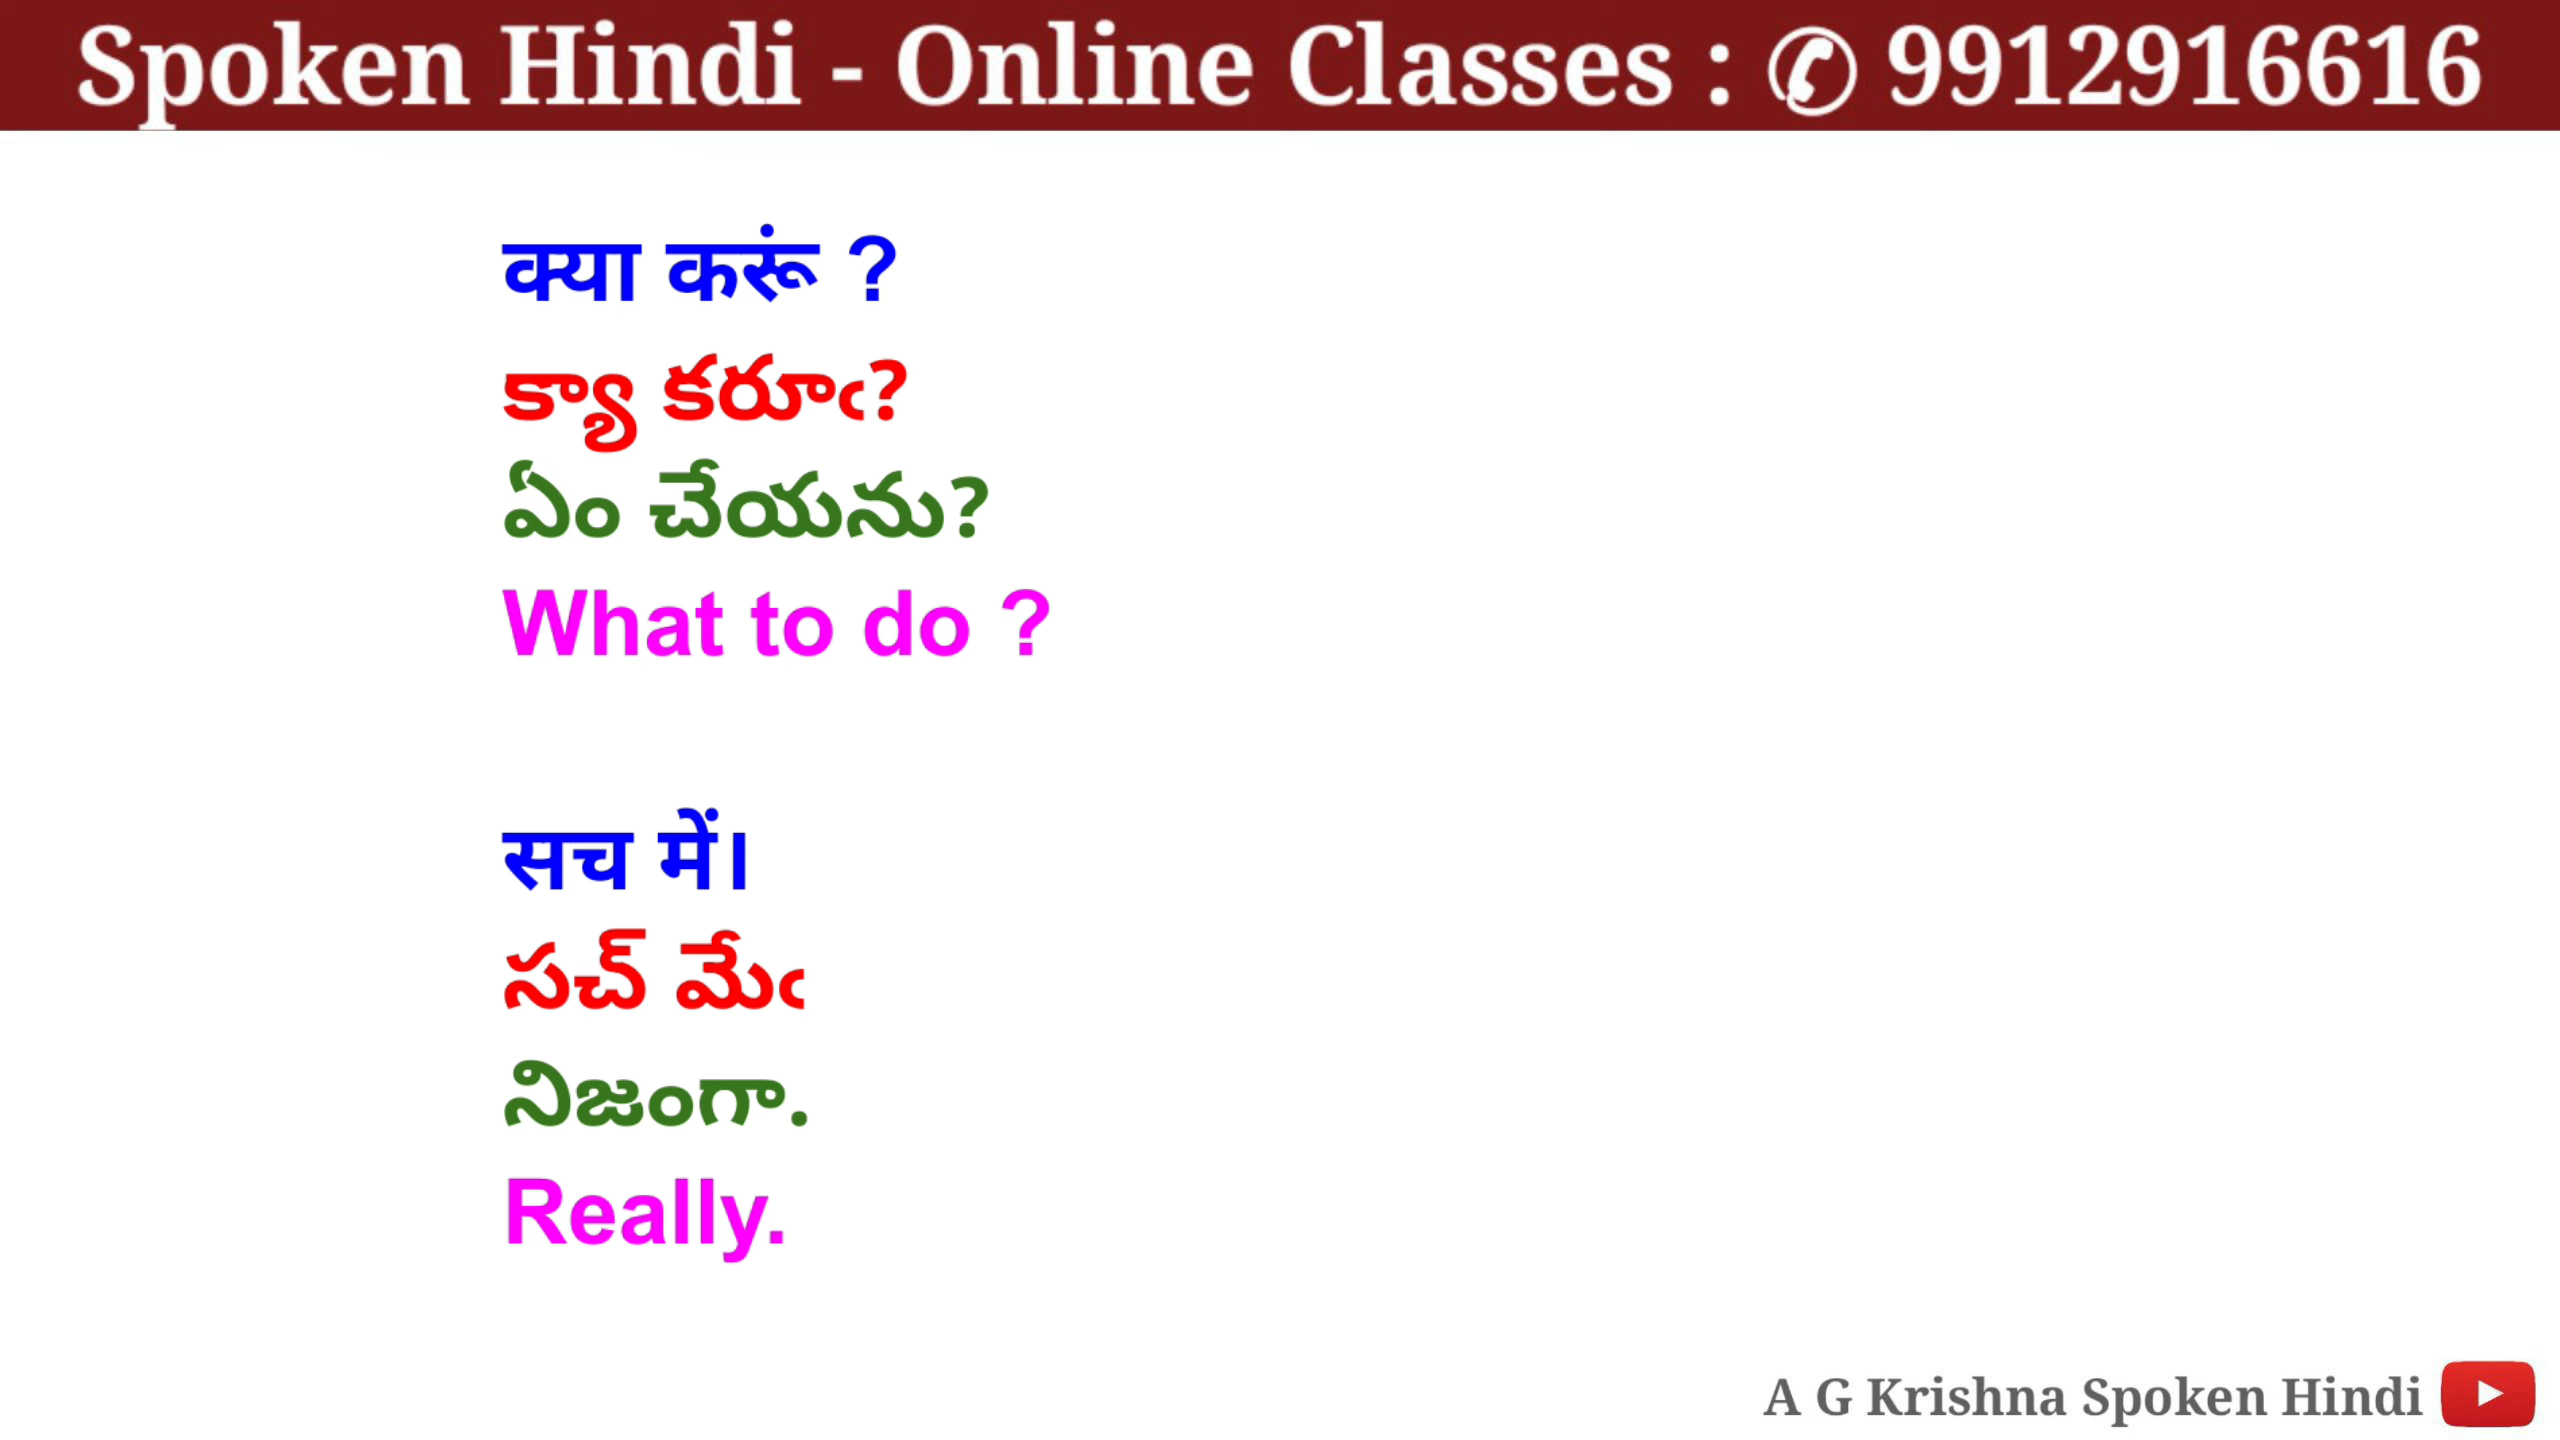 Spoken Hindi - Online Classes : ✆ 9912916616
क्या करूं ?
క్యా కరూఁ?
ఏం చేయను?
What to do ?
सच में।
సచ్ మేఁ
నిజంగా.
Really.
A G Krishna Spoken Hindi